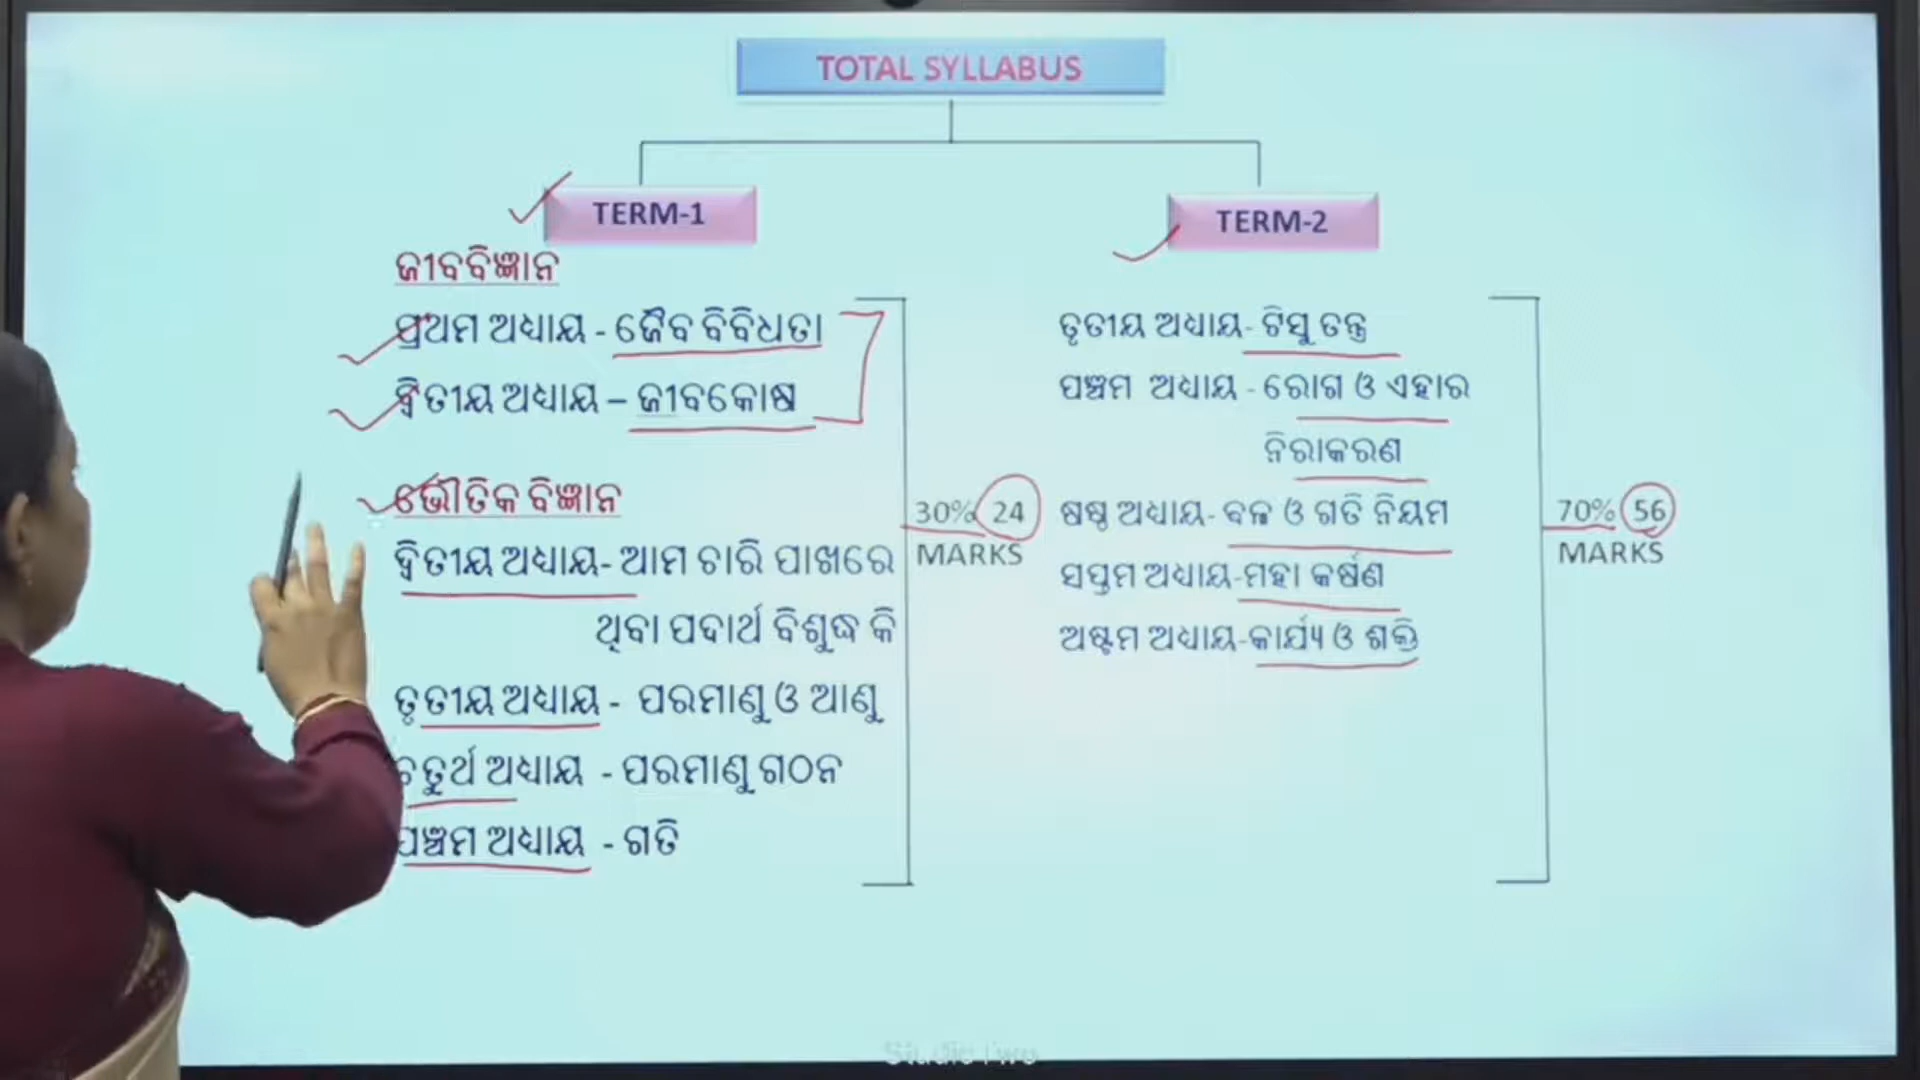 TOTAL SYLLABUS
TERM-1
ଜୀବବିଜ୍ଞାନ
ପ୍ରଥମ ଅଧ୍ୟାୟ - ଜୈବ ବିବିଧତା
ଦ୍ଵିତୀୟ ଅଧ୍ୟାୟ – ଜୀବକୋଷ
ଭୌତିକ ବିଜ୍ଞାନ
ଦ୍ଵିତୀୟ ଅଧ୍ୟାୟ- ଆମ ଚାରି ପାଖରେ
ଥିବା ପଦାର୍ଥ ବିଶୁଦ୍ଧ କି
ତୃତୀୟ ଅଧ୍ୟାୟ - ପରମାଣୁ ଓ ଆଣୁ
ଚତୁର୍ଥ ଅଧ୍ୟାୟ - ପରମାଣୁ ଗଠନ
ପଞ୍ଚମ ଅଧ୍ୟାୟ - ଗତି
30% 24
MARKS
TERM-2
ତୃତୀୟ ଅଧ୍ୟାୟ- ଟିସୁ ତନ୍ତ୍ର
ପଞ୍ଚମ ଅଧ୍ୟାୟ - ରୋଗ ଓ ଏହାର
ନିରାକରଣ
ଷଷ୍ଠ ଅଧ୍ୟାୟ- ବଳ ଓ ଗତି ନିୟମ
ସପ୍ତମ ଅଧ୍ୟାୟ-ମହା କର୍ଷଣ
ଅଷ୍ଟମ ଅଧ୍ୟାୟ-କାର୍ଯ୍ୟ ଓ ଶକ୍ତି
70% 56
MARKS